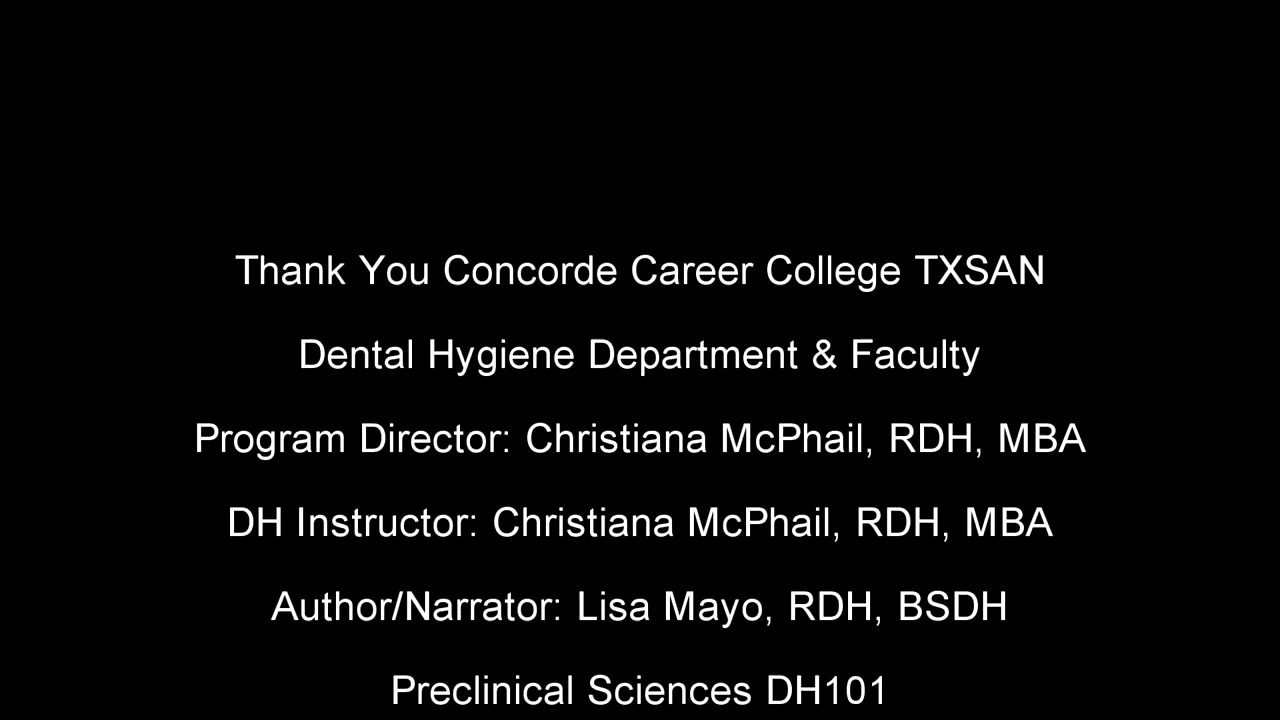 Thank You Concorde Career College TXSAN
Dental Hygiene Department & Faculty
Program Director: Christiana McPhail, RDH, MBA
DH Instructor: Christiana McPhail, RDH, MBA
Author/Narrator: Lisa Mayo, RDH, BSDH
Preclinical Sciences DH101